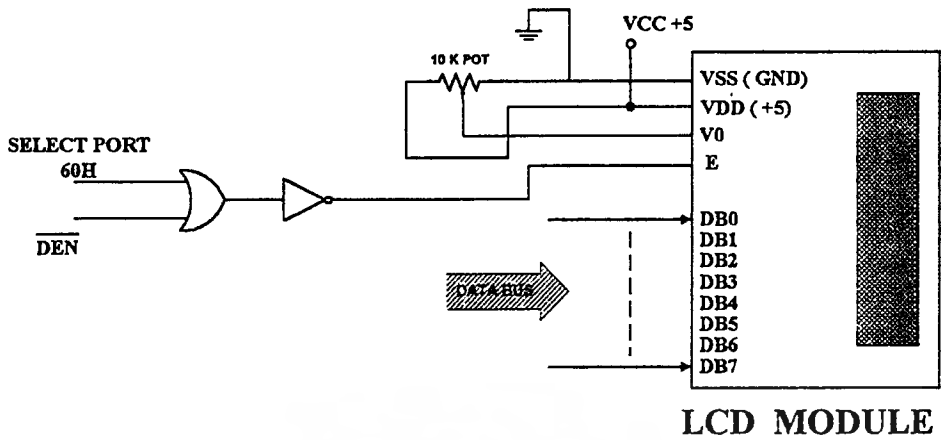 VCC +5
10 K POT
VSS ( GND)
VDD ( +5)
V0
E
SELECT PORT
60H
DEN
DB0
DB1
DB2
DB3
DB4
DB5
DB6
DB7
DATA BUS
LCD MODULE